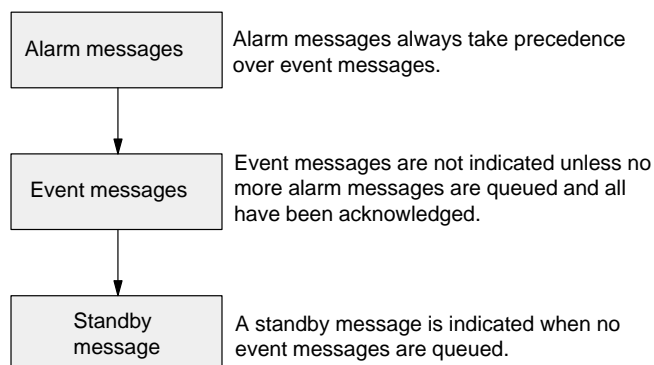 Alarm messages
Alarm messages always take precedence
over event messages.
Event messages
Event messages are not indicated unless no
more alarm messages are queued and all
have been acknowledged.
Standby
message
A standby message is indicated when no
event messages are queued.